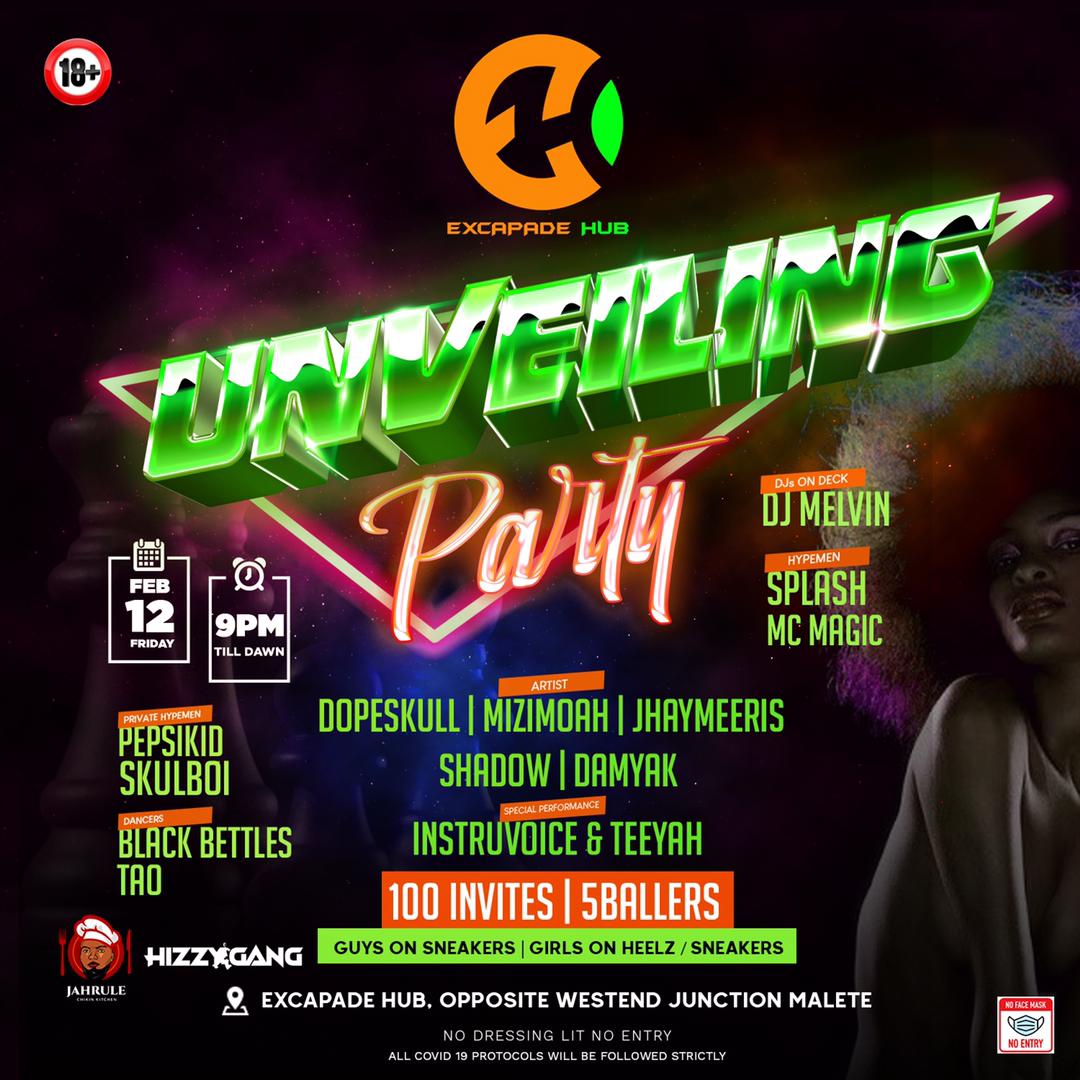 18+
EXCAPADE HUB
UNVEILING
Party
DJs ON DECK
DJ MELVIN
HYPEMEN
SPLASH
MC MAGIC
FEB
12
FRIDAY
9PM
TILL DAWN
ARTIST
DOPESKULL | MIZIMOAH | JHAYMEERIS
SHADOW | DAMYAK
PRIVATE HYPEMEN
PEPSIKID
SKULBOI
SPECIAL PERFORMANCE
INSTRUVOICE & TEEYAH
DANCERS
BLACK BETTLES
TAO
100 INVITES | 5BALLERS
GUYS ON SNEAKERS | GIRLS ON HEELZ / SNEAKERS
JAHRULE
CHIKIN KITCHEN
HIZZYGANG
EXCAPADE HUB, OPPOSITE WESTEND JUNCTION MALETE
NO DRESSING LIT NO ENTRY
ALL COVID 19 PROTOCOLS WILL BE FOLLOWED STRICTLY
NO FACE MASK
NO ENTRY